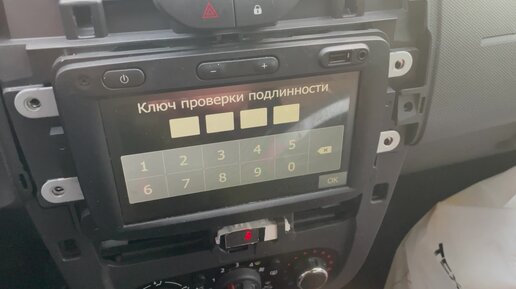 Ключ проверки подлинности
− +
1 2 3 4 5
6 7 8 9 0
OK